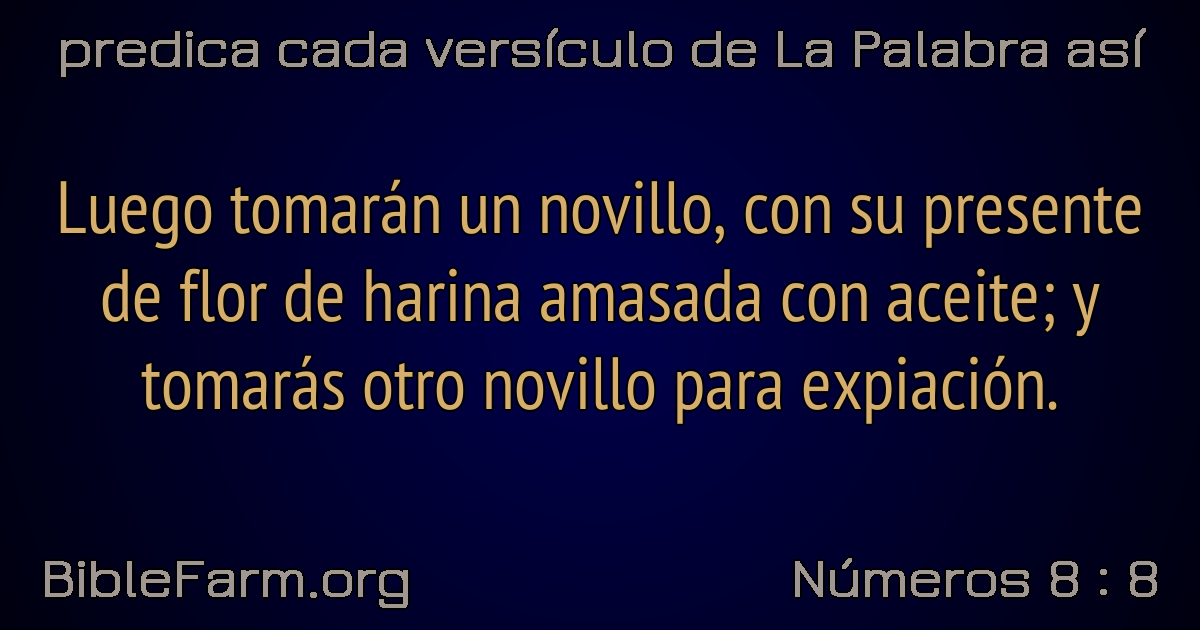 predica cada versículo de La Palabra así
Luego tomarán un novillo, con su presente
de flor de harina amasada con aceite; y
tomarás otro novillo para expiación.
BibleFarm.org
Números 8 : 8